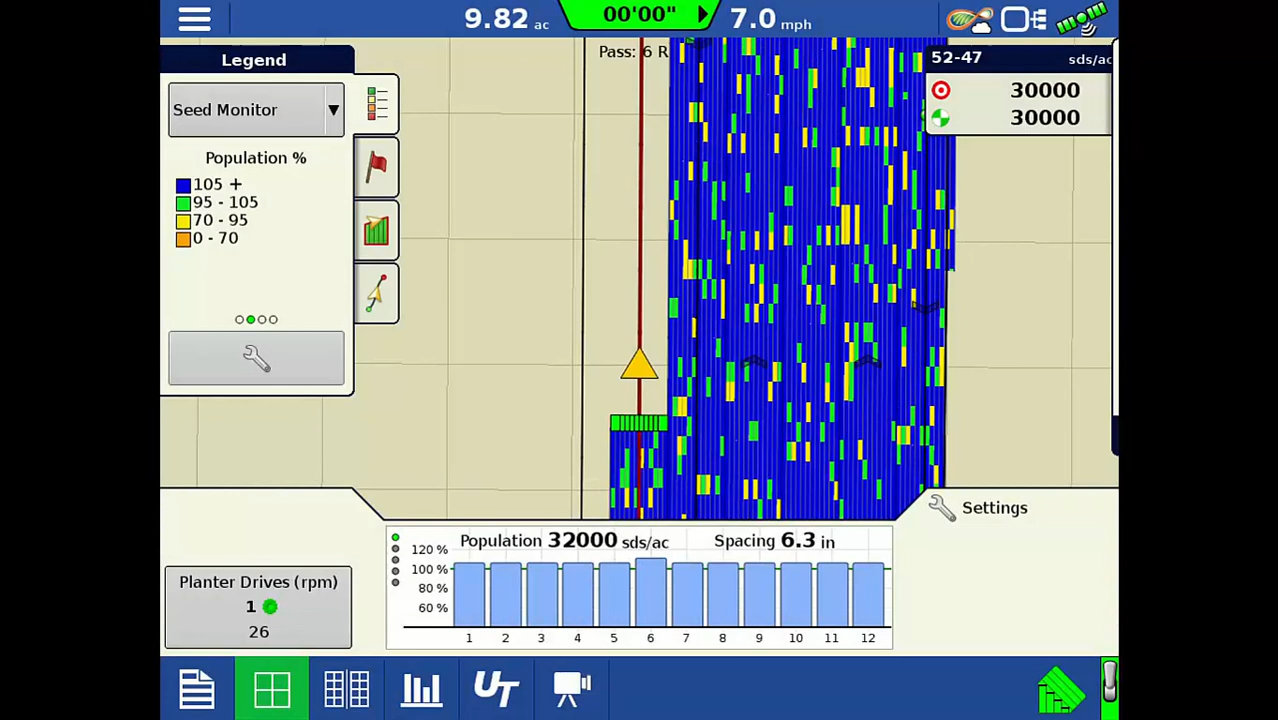 9.82 ac
00'00"
7.0 mph
Legend
Seed Monitor
Population %
105 +
95 - 105
70 - 95
0 - 70
Pass: 6 R
52-47 sds/ac
30000
30000
Settings
Population 32000 sds/ac Spacing 6.3 in
120 %
100 %
80 %
60 %
1 2 3 4 5 6 7 8 9 10 11 12
Planter Drives (rpm)
1
26
UT